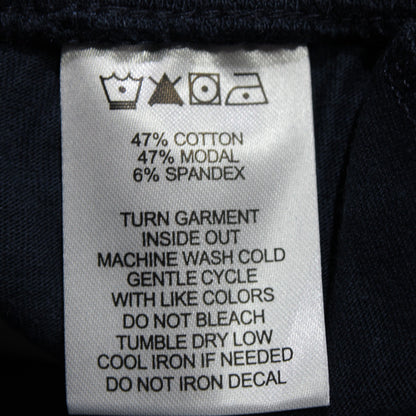 47% COTTON
47% MODAL
6% SPANDEX
TURN GARMENT
INSIDE OUT
MACHINE WASH COLD
GENTLE CYCLE
WITH LIKE COLORS
DO NOT BLEACH
TUMBLE DRY LOW
COOL IRON IF NEEDED
DO NOT IRON DECAL